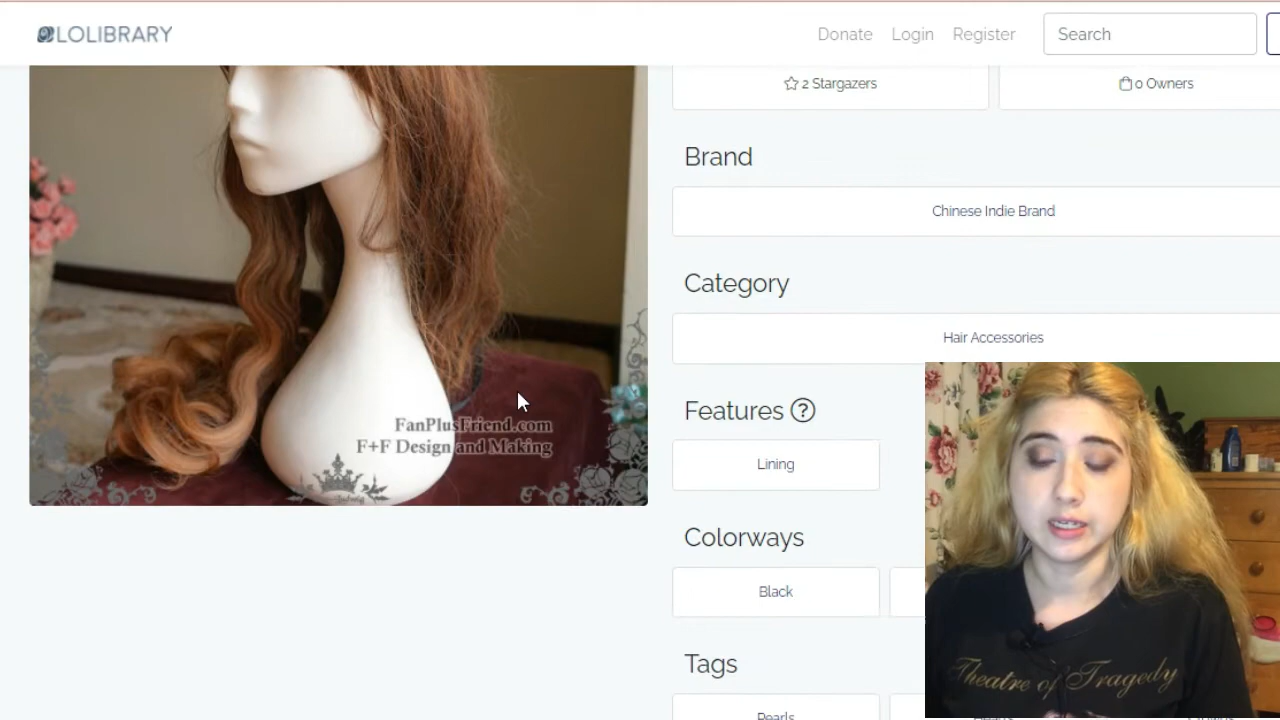 LOLIBRARY
Donate
Login
Register
Search
2 Stargazers
0 Owners
Brand
Chinese Indie Brand
Category
Hair Accessories
Features ?
Lining
Colorways
Black
Tags
Pearls
FanPlusFriend.com
F+F Design and Making
Theatre of Tragedy